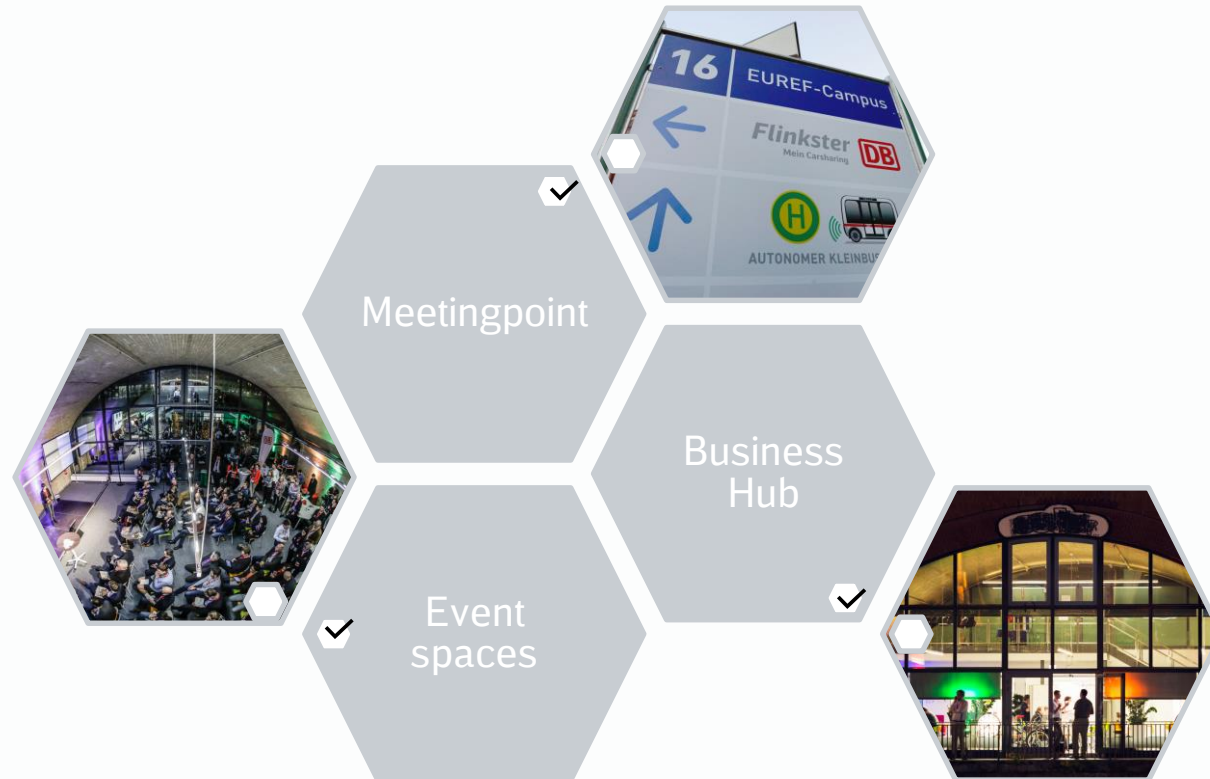 16 EUREF-Campus
Flinkster
Mein Carsharing
DB
H
AUTONOMER KLEINBUS
Meetingpoint
Business
Hub
Event
spaces